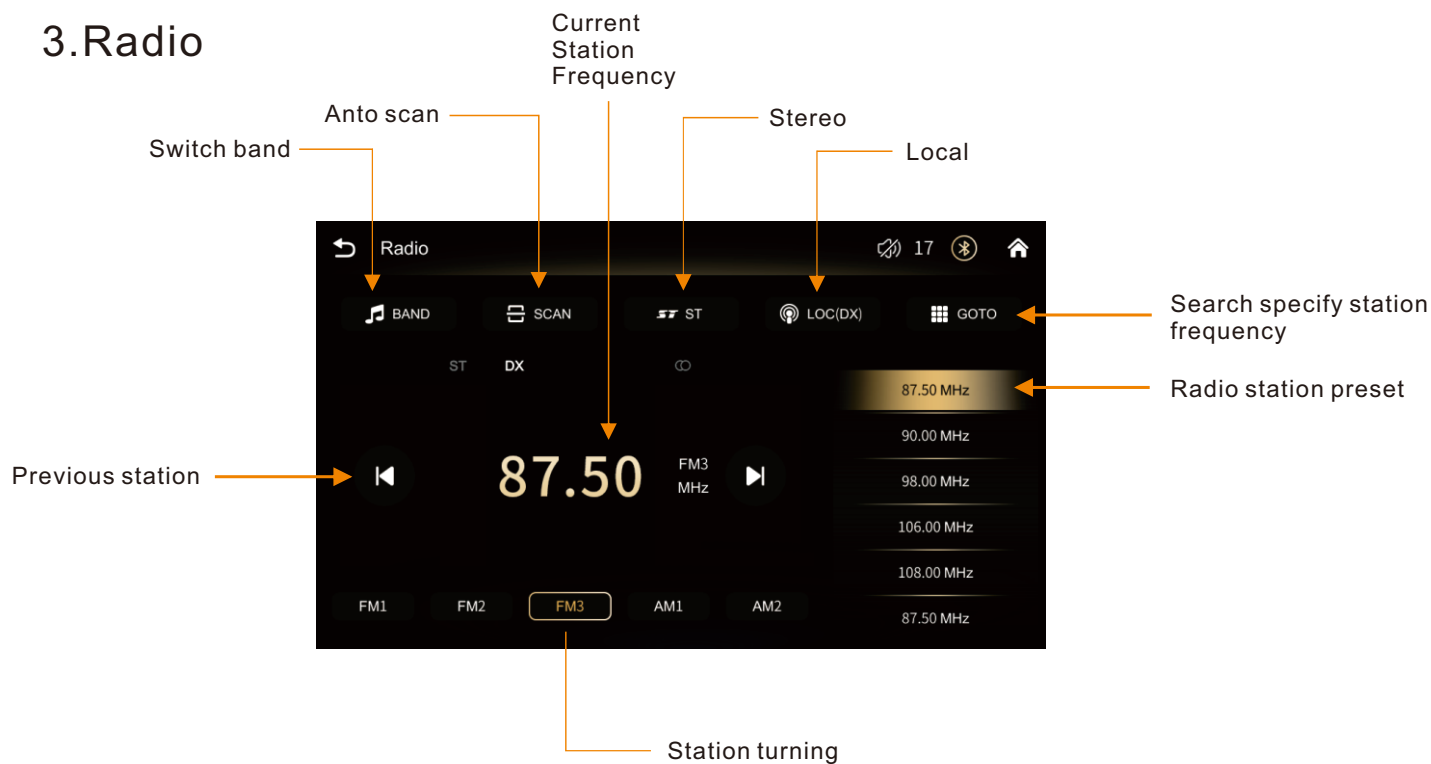 3.Radio
Current
Station
Frequency
Anto scan
Stereo
Switch band
Local
Radio
17
BAND
SCAN
ST ST
LOC(DX)
GOTO
Search specify station
frequency
ST DX
87.50 MHz
Radio station preset
90.00 MHz
Previous station
87.50
FM3
MHz
98.00 MHz
106.00 MHz
108.00 MHz
FM1
FM2
FM3
AM1
AM2
87.50 MHz
Station turning